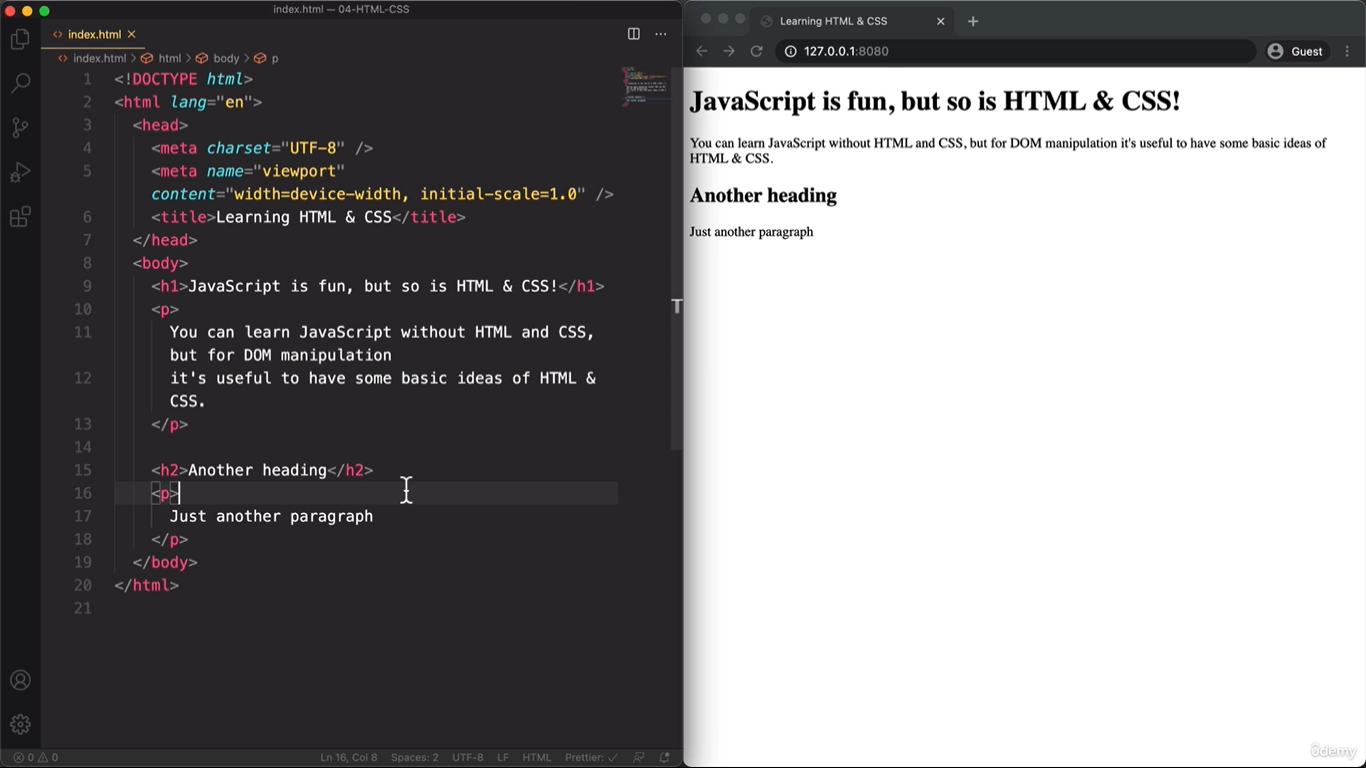 index.html — 04-HTML-CSS
index.html
index.html > html > body > p
1 <!DOCTYPE html>
2 <html lang="en">
3 <head>
4 <meta charset="UTF-8" />
5 <meta name="viewport"
content="width=device-width, initial-scale=1.0" />
6 <title>Learning HTML & CSS</title>
7 </head>
8 <body>
9 <h1>JavaScript is fun, but so is HTML & CSS!</h1>
10 <p>
11 You can learn JavaScript without HTML and CSS,
but for DOM manipulation
12 it's useful to have some basic ideas of HTML &
CSS.
13 </p>
14
15 <h2>Another heading</h2>
16 <p>
17 Just another paragraph
18 </p>
19 </body>
20 </html>
21
0 0 Ln 16, Col 8 Spaces: 2 UTF-8 LF HTML Prettier: ✓
T
Learning HTML & CSS
127.0.0.1:8080
Guest
JavaScript is fun, but so is HTML & CSS!
You can learn JavaScript without HTML and CSS, but for DOM manipulation it's useful to have some basic ideas of
HTML & CSS.
Another heading
Just another paragraph
ûdemy